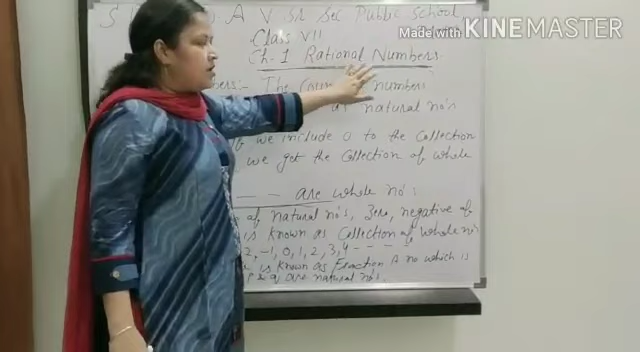 Made with KINEMASTER
A V Sr Sec Public School
Class VII
Ch-1 Rational Numbers
The numbers
natural no's
If we include 0 to the Collection
we get the Collection of whole
- - are whole no's
of natural no's, Zero, negative of
is known as Collection of whole no's
-1, 0, 1, 2, 3, 4 - - - -
is known as Fraction is no which is
p & q are natural no's